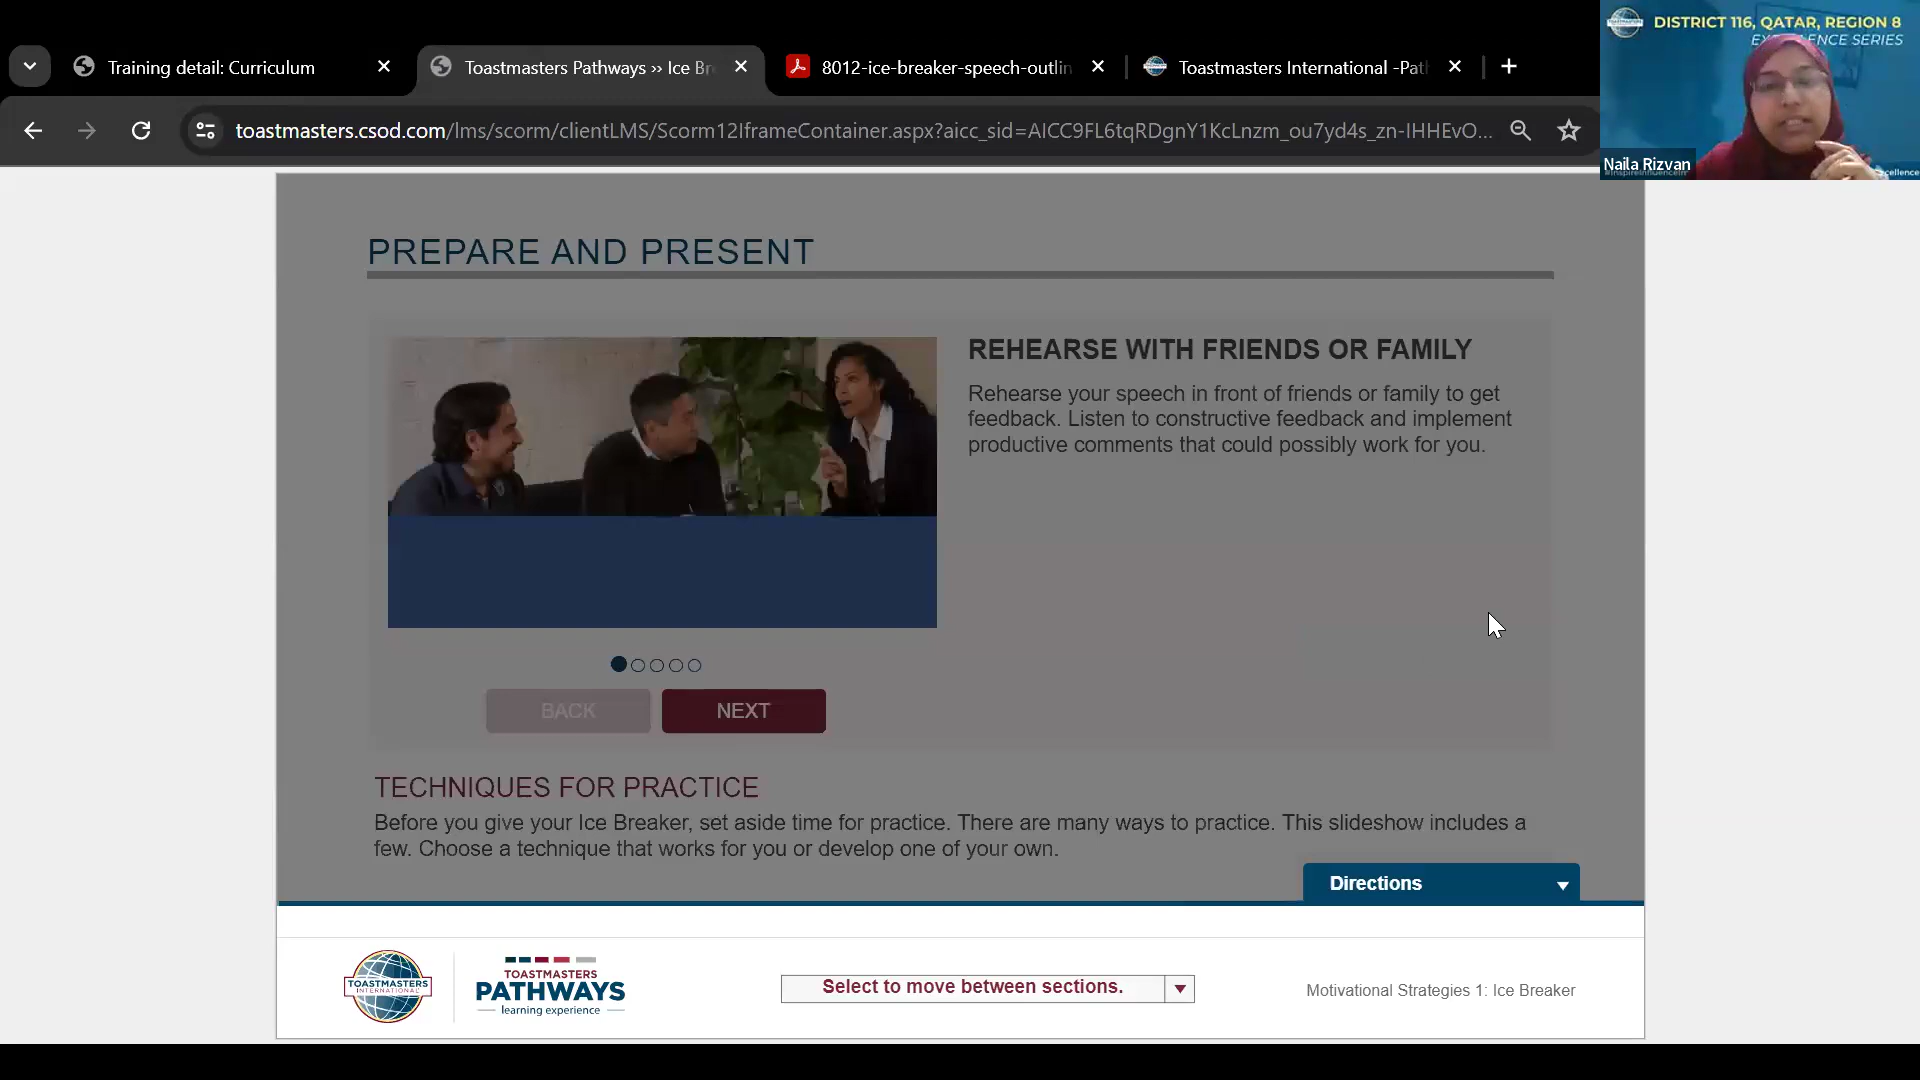 Training detail: Curriculum
Toastmasters Pathways ›› Ice Br
8012-ice-breaker-speech-outlin
Toastmasters International -Pat
toastmasters.csod.com/lms/scorm/clientLMS/Scorm12IframeContainer.aspx?aicc_sid=AICC9FL6tqRDgnY1KcLnzm_ou7yd4s_zn-IHHEvO...
DISTRICT 116, QATAR, REGION 8
Naila Rizvan
PREPARE AND PRESENT
REHEARSE WITH FRIENDS OR FAMILY
Rehearse your speech in front of friends or family to get
feedback. Listen to constructive feedback and implement
productive comments that could possibly work for you.
BACK
NEXT
TECHNIQUES FOR PRACTICE
Before you give your Ice Breaker, set aside time for practice. There are many ways to practice. This slideshow includes a
few. Choose a technique that works for you or develop one of your own.
Directions
TOASTMASTERS
INTERNATIONAL
TOASTMASTERS
PATHWAYS
learning experience
Select to move between sections.
Motivational Strategies 1: Ice Breaker